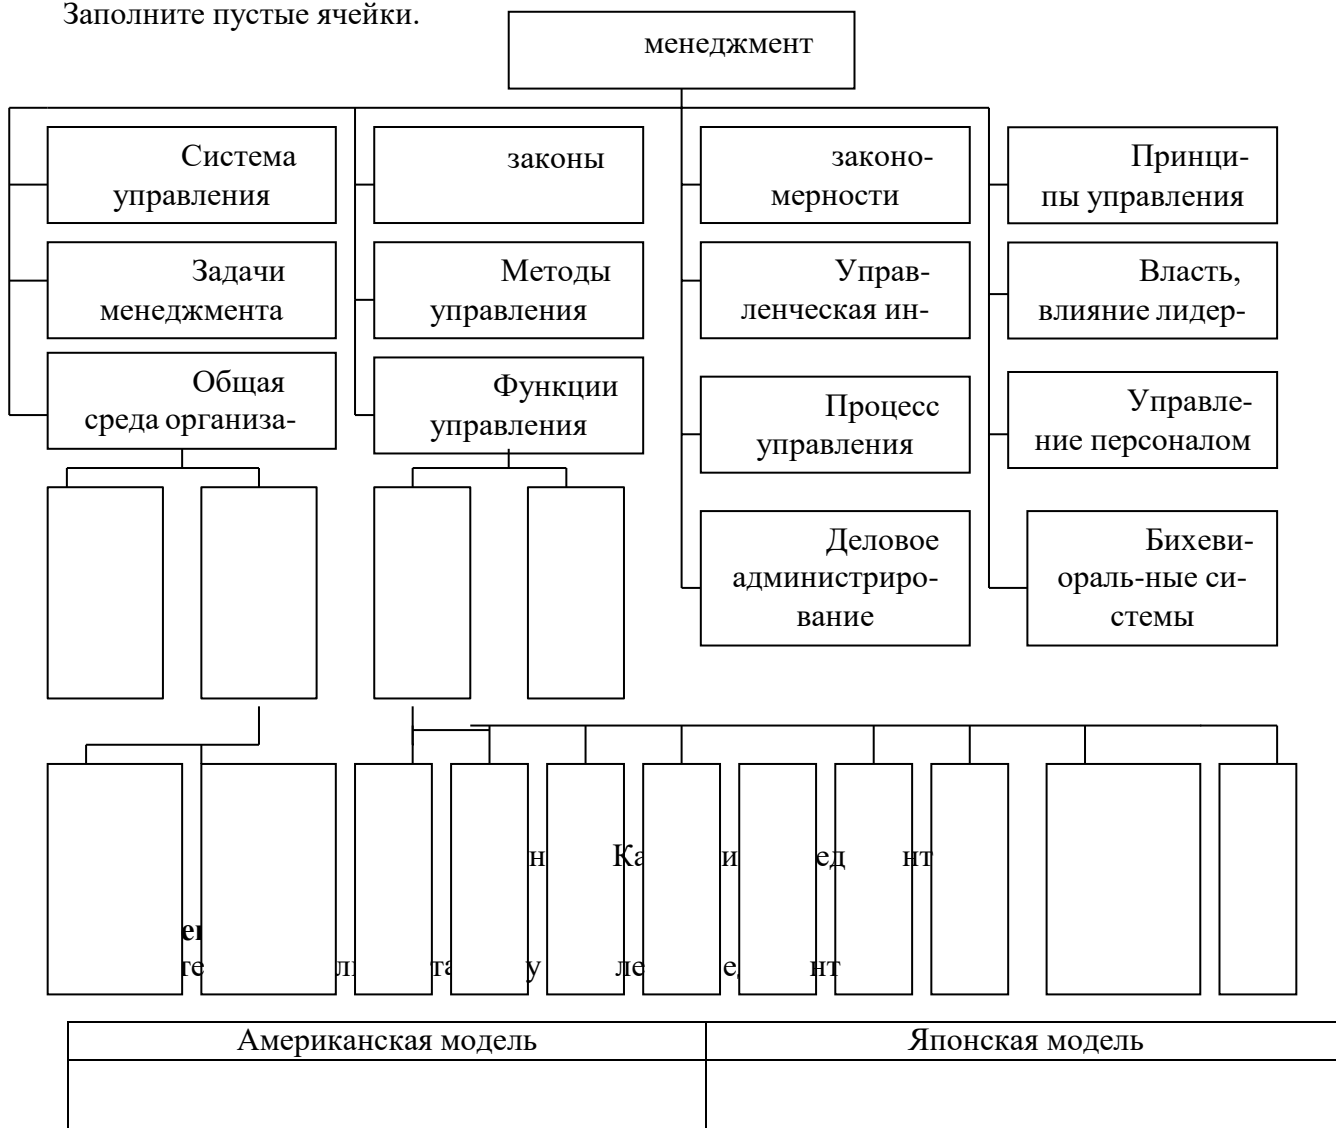 Заполните пустые ячейки.
менеджмент
Система
управления
законы
законо-
мерности
Принци-
пы управления
Задачи
менеджмента
Методы
управления
Управ-
ленческая ин-
Власть,
влияние лидер-
Общая
среда организа-
Функции
управления
Процесс
управления
Управле-
ние персоналом
Деловое
администриро-
вание
Бихеви-
ораль-ные си-
стемы
Американская модель
Японская модель